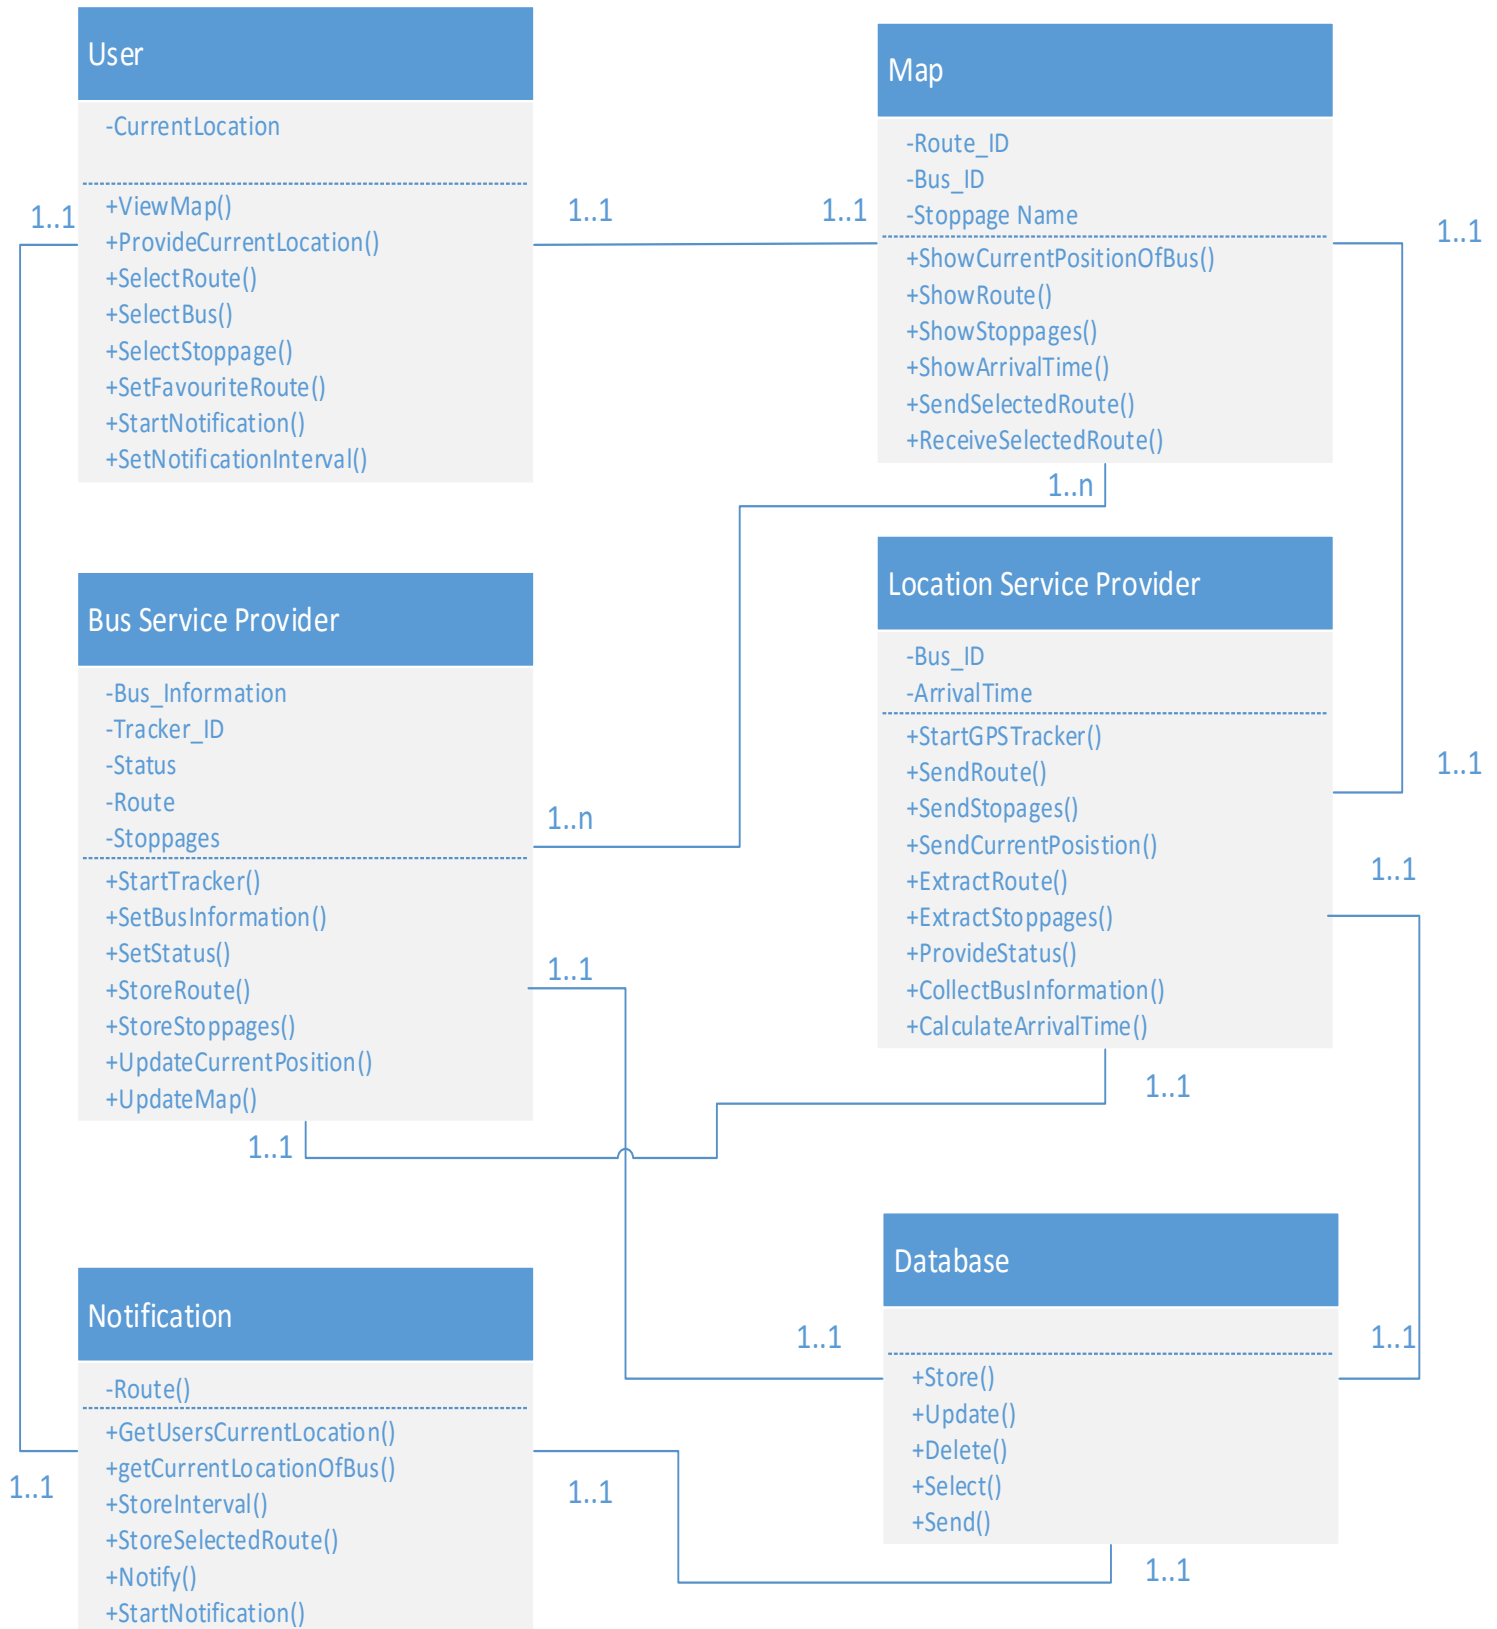 User
-CurrentLocation
+ViewMap()
+ProvideCurrentLocation()
+SelectRoute()
+SelectBus()
+SelectStoppage()
+SetFavouriteRoute()
+StartNotification()
+SetNotificationInterval()
1..1
1..1
1..1
Map
-Route_ID
-Bus_ID
-Stoppage Name
+ShowCurrentPositionOfBus()
+ShowRoute()
+ShowStoppages()
+ShowArrivalTime()
+SendSelectedRoute()
+ReceiveSelectedRoute()
1..1
1..n
Bus Service Provider
-Bus_Information
-Tracker_ID
-Status
-Route
-Stoppages
+StartTracker()
+SetBusInformation()
+SetStatus()
+StoreRoute()
+StoreStoppages()
+UpdateCurrentPosition()
+UpdateMap()
1..n
1..1
1..1
Location Service Provider
-Bus_ID
-ArrivalTime
+StartGPSTracker()
+SendRoute()
+SendStopages()
+SendCurrentPosistion()
+ExtractRoute()
+ExtractStoppages()
+ProvideStatus()
+CollectBusInformation()
+CalculateArrivalTime()
1..1
1..1
1..1
Notification
-Route()
+GetUsersCurrentLocation()
+getCurrentLocationOfBus()
+StoreInterval()
+StoreSelectedRoute()
+Notify()
+StartNotification()
1..1
1..1
Database
+Store()
+Update()
+Delete()
+Select()
+Send()
1..1
1..1
1..1